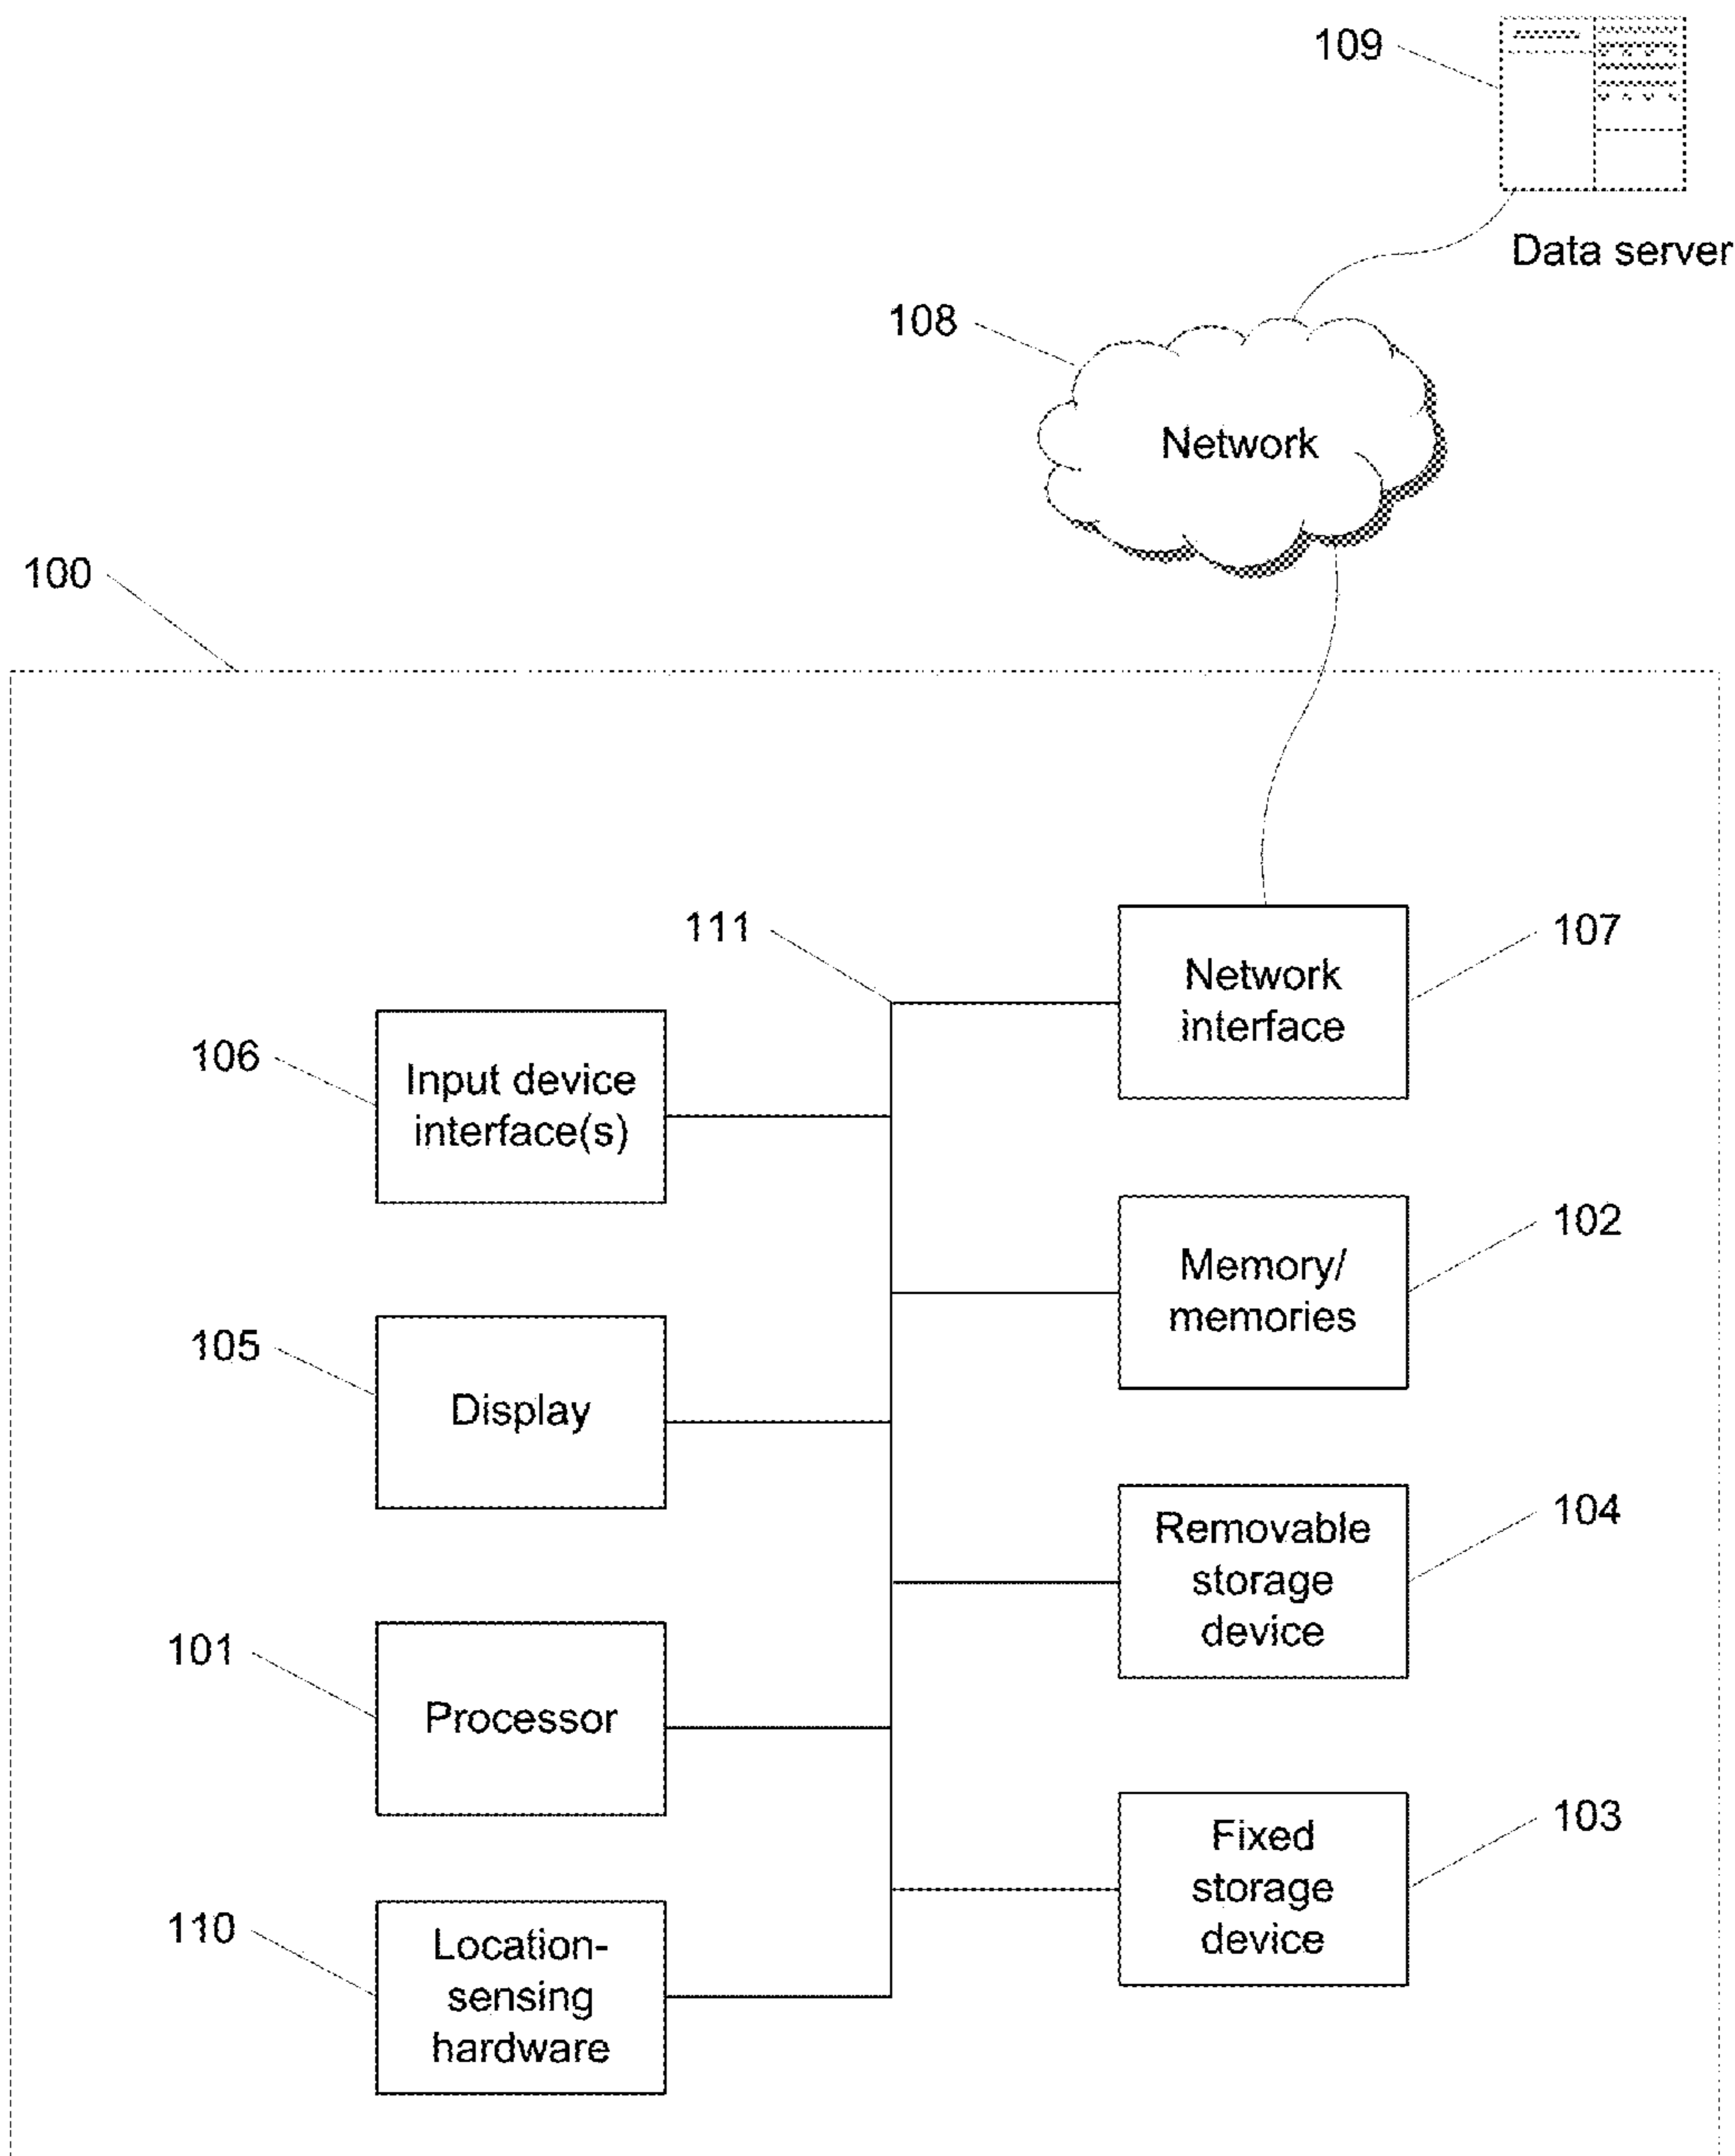 109
Data server
108
Network
100
111
107
Network
interface
106
Input device
interface(s)
102
Memory/
memories
105
Display
104
Removable
storage
device
101
Processor
103
Fixed
storage
device
110
Location-
sensing
hardware